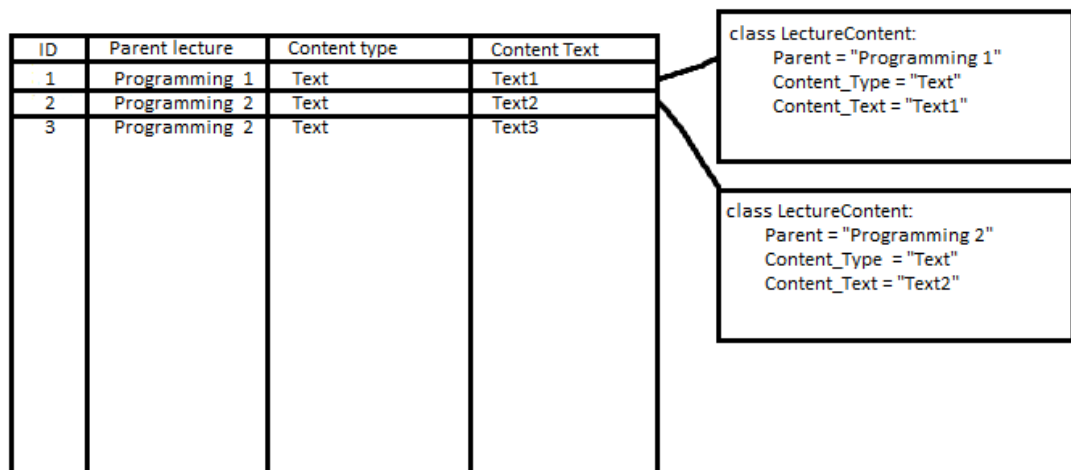 ID Parent lecture Content type Content Text
1 Programming 1 Text Text1
2 Programming 2 Text Text2
3 Programming 2 Text Text3
class LectureContent:
Parent = "Programming 1"
Content_Type = "Text"
Content_Text = "Text1"
class LectureContent:
Parent = "Programming 2"
Content_Type = "Text"
Content_Text = "Text2"